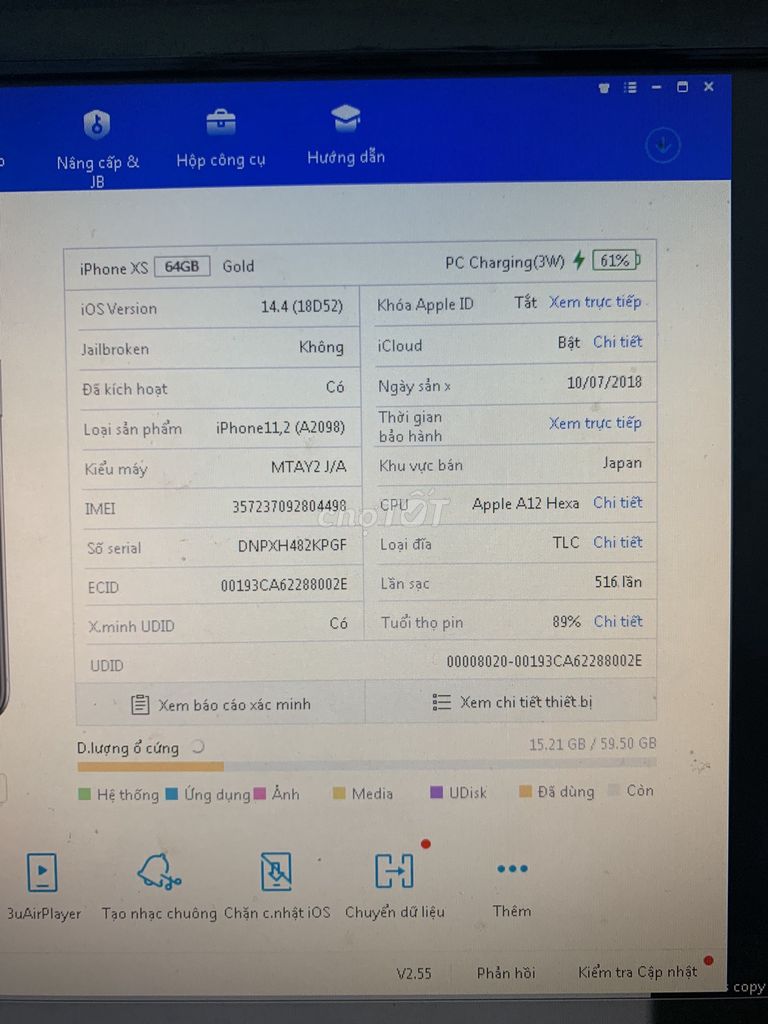 Nâng cấp & JB
Hộp công cụ
Hướng dẫn
iPhone XS 64GB Gold
PC Charging(3W) 61%
iOS Version 14.4 (18D52)
Khóa Apple ID Tắt Xem trực tiếp
Jailbroken Không
iCloud Bật Chi tiết
Đã kích hoạt Có
Ngày sản x 10/07/2018
Loại sản phẩm iPhone11,2 (A2098)
Thời gian bảo hành Xem trực tiếp
Kiểu máy MTAY2 J/A
Khu vực bán Japan
IMEI 357237092804498
CPU Apple A12 Hexa Chi tiết
Số serial DNPXH482KPGF
Loại đĩa TLC Chi tiết
ECID 00193CA62288002E
Lần sạc 516 lần
X.minh UDID Có
Tuổi thọ pin 89% Chi tiết
UDID 00008020-00193CA62288002E
Xem báo cáo xác minh
Xem chi tiết thiết bị
D.lượng ổ cứng 15.21 GB / 59.50 GB
Hệ thống Ứng dụng Ảnh Media UDisk Đã dùng Còn
3uAirPlayer Tạo nhạc chuông Chặn c.nhật iOS Chuyển dữ liệu Thêm
V2.55 Phản hồi Kiểm tra Cập nhật
copy
chợTỐT